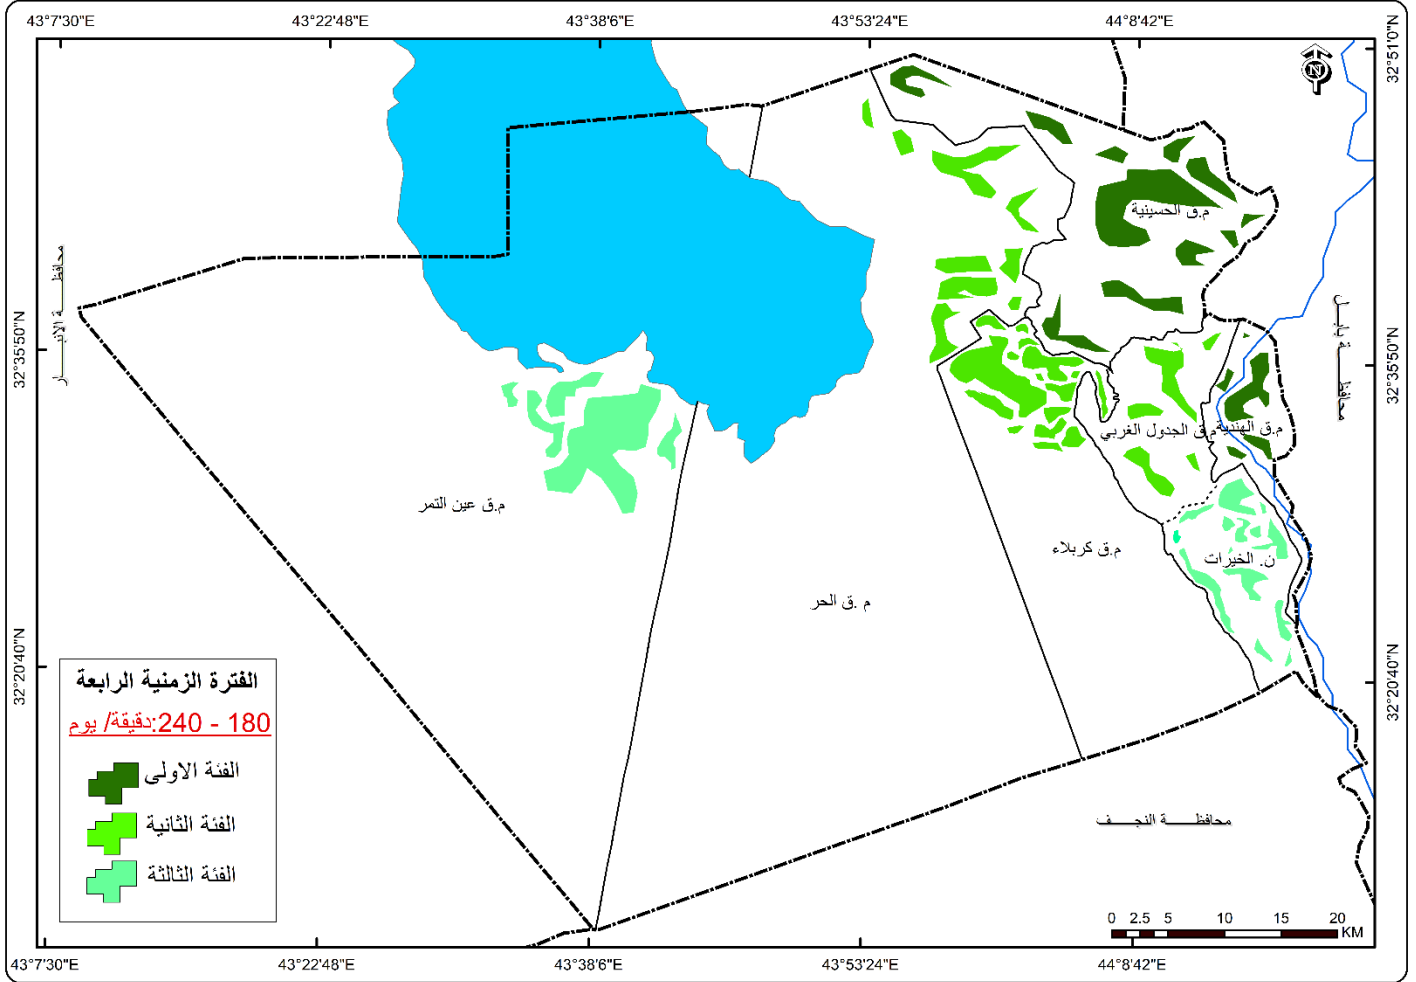 43°7'30"E
43°22'48"E
43°38'6"E
53'24"E°43
44°8'42"E
32°51'0"N
N
م.ق الحسينية
محافظـــة الانبـــــار
محافظـــة بابــل
32°35'50"N
32°35'50"N
م.ق الهندية
م.ق الجدول الغربي
م.ق عين التمر
م.ق كربلاء
ن. الخيرات
م .ق الحر
32°20'40"N
32°20'40"N
الفترة الزمنية الرابعة
180 - 240:دقيقة/ يوم
الفئة الاولى
الفئة الثانية
الفئة الثالثة
محافظـــــة النجـــف
0 2.5 5 10 15 20
KM
43°7'30"E
43°22'48"E
43°38'6"E
43°53'24"E
44°8'42"E